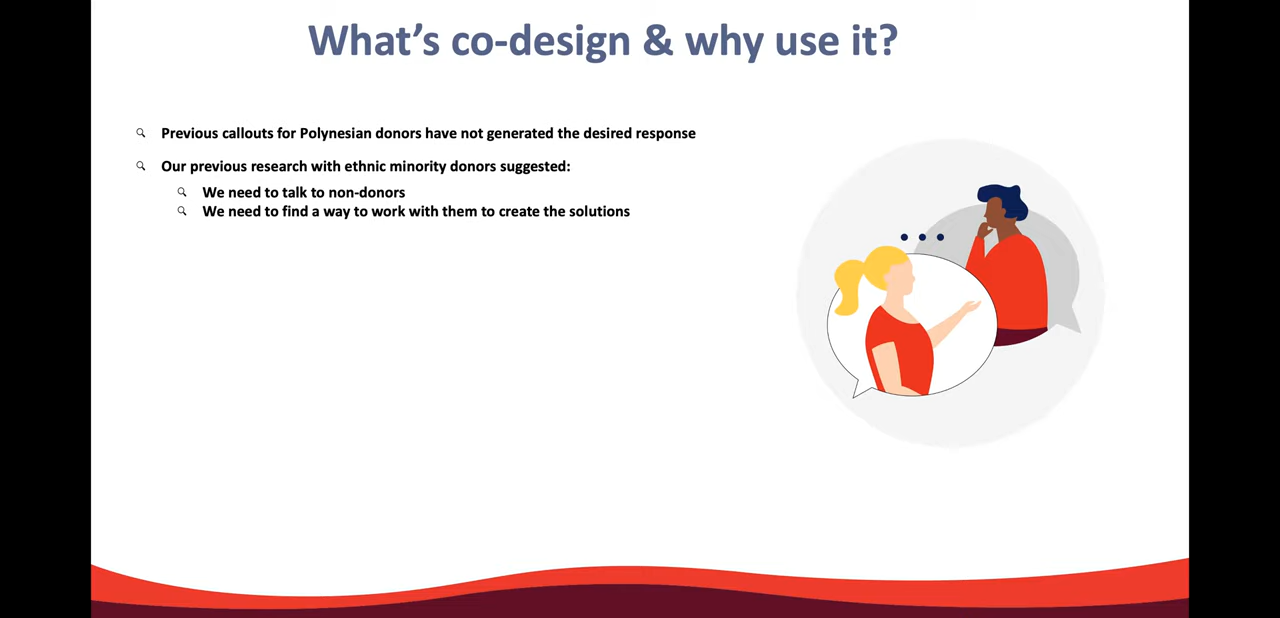 What’s co-design & why use it?
Previous callouts for Polynesian donors have not generated the desired response
Our previous research with ethnic minority donors suggested:
We need to talk to non-donors
We need to find a way to work with them to create the solutions